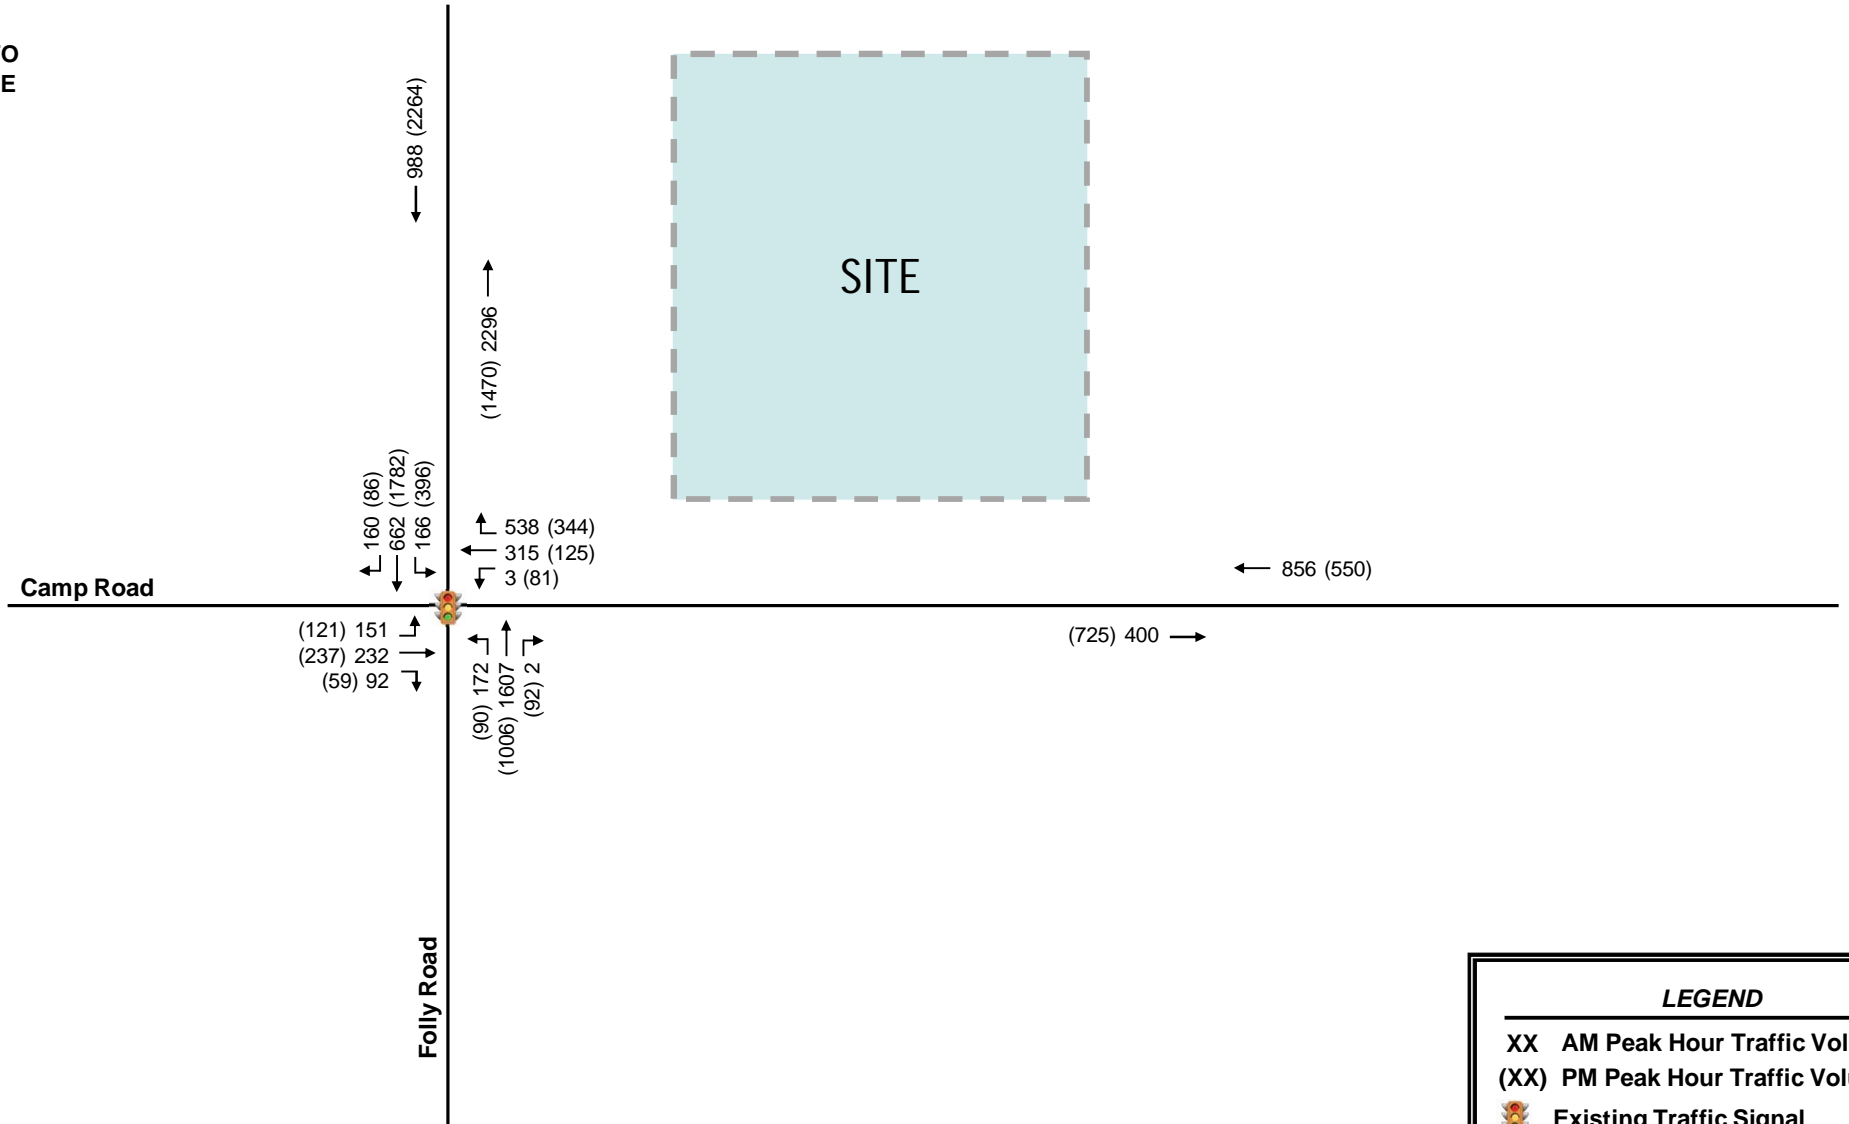 988 (2264)
(1470) 2296
SITE
160 (86)
662 (1782)
166 (396)
538 (344)
315 (125)
3 (81)
856 (550)
Camp Road
(121) 151
(237) 232
(59) 92
(90) 172
(1006) 1607
(92) 2
(725) 400
Folly Road
LEGEND
XX AM Peak Hour Traffic
(XX) PM Peak Hour Traffic
Existing Traffic Signal